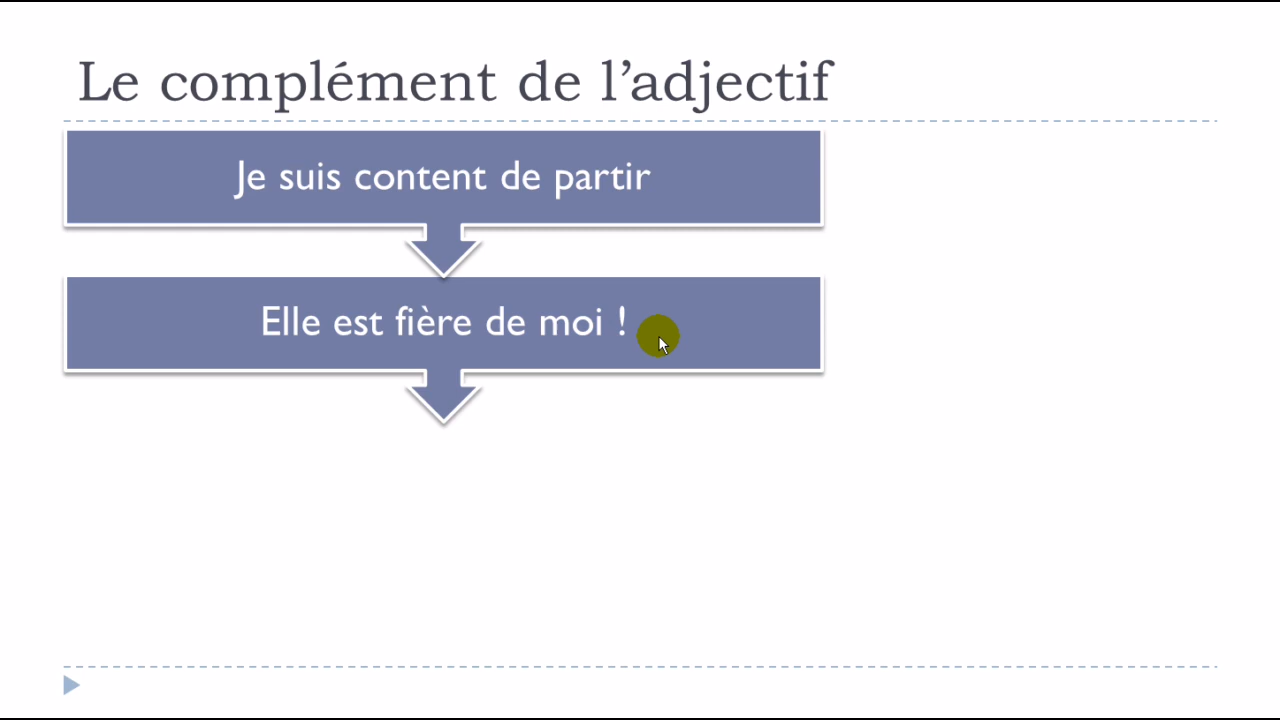 Le complément de l’adjectif
Je suis content de partir
Elle est fière de moi !